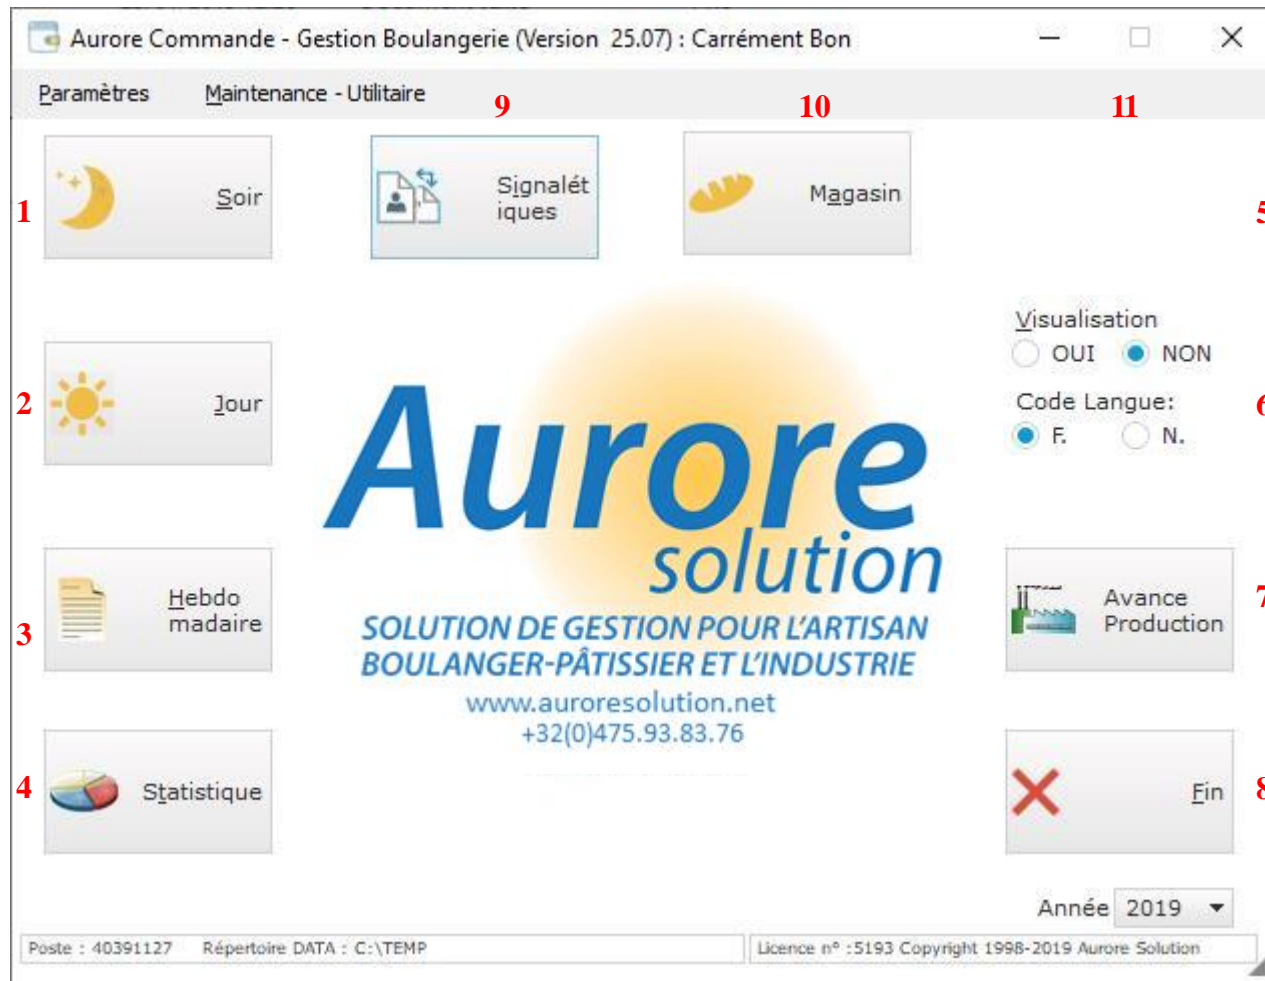 Aurore Commande - Gestion Boulangerie (Version 25.07) : Carrément Bon
Paramètres Maintenance - Utilitaire
9 10 11
1 Soir
Signalét
iques
Magasin
5
Visualisation
OUI NON
2 Jour
Code Langue:
6
F. N.
Aurore
solution
3 Hebdo
madaire
SOLUTION DE GESTION POUR L'ARTISAN
BOULANGER-PÂTISSIER ET L'INDUSTRIE
www.auroresolution.net
+32(0)475.93.83.76
Avance
Production
7
4 Statistique
Fin
8
Année 2019
Poste : 40391127 Répertoire DATA : C:\TEMP
Licence n° :5193 Copyright 1998-2019 Aurore Solution